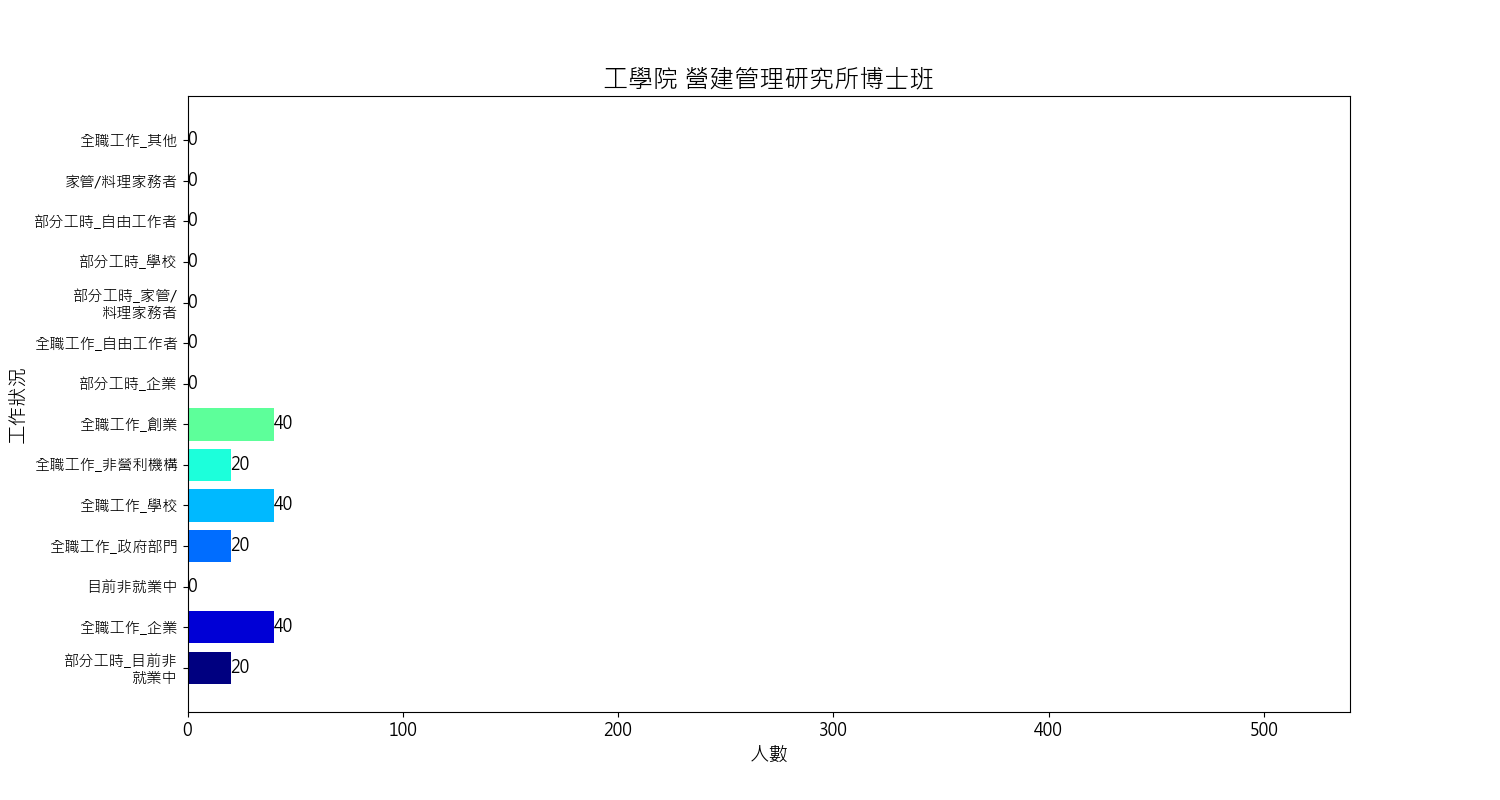 工學院 營建管理研究所博士班
工作狀況
全職工作_其他 0
家管/料理家務者 0
部分工時_自由工作者 0
部分工時_學校 0
部分工時_家管/
料理家務者 0
全職工作_自由工作者 0
部分工時_企業 0
全職工作_創業 40
全職工作_非營利機構 20
全職工作_學校 40
全職工作_政府部門 20
目前非就業中 0
全職工作_企業 40
部分工時_目前非
就業中 20
0 100 200 300 400 500
人數